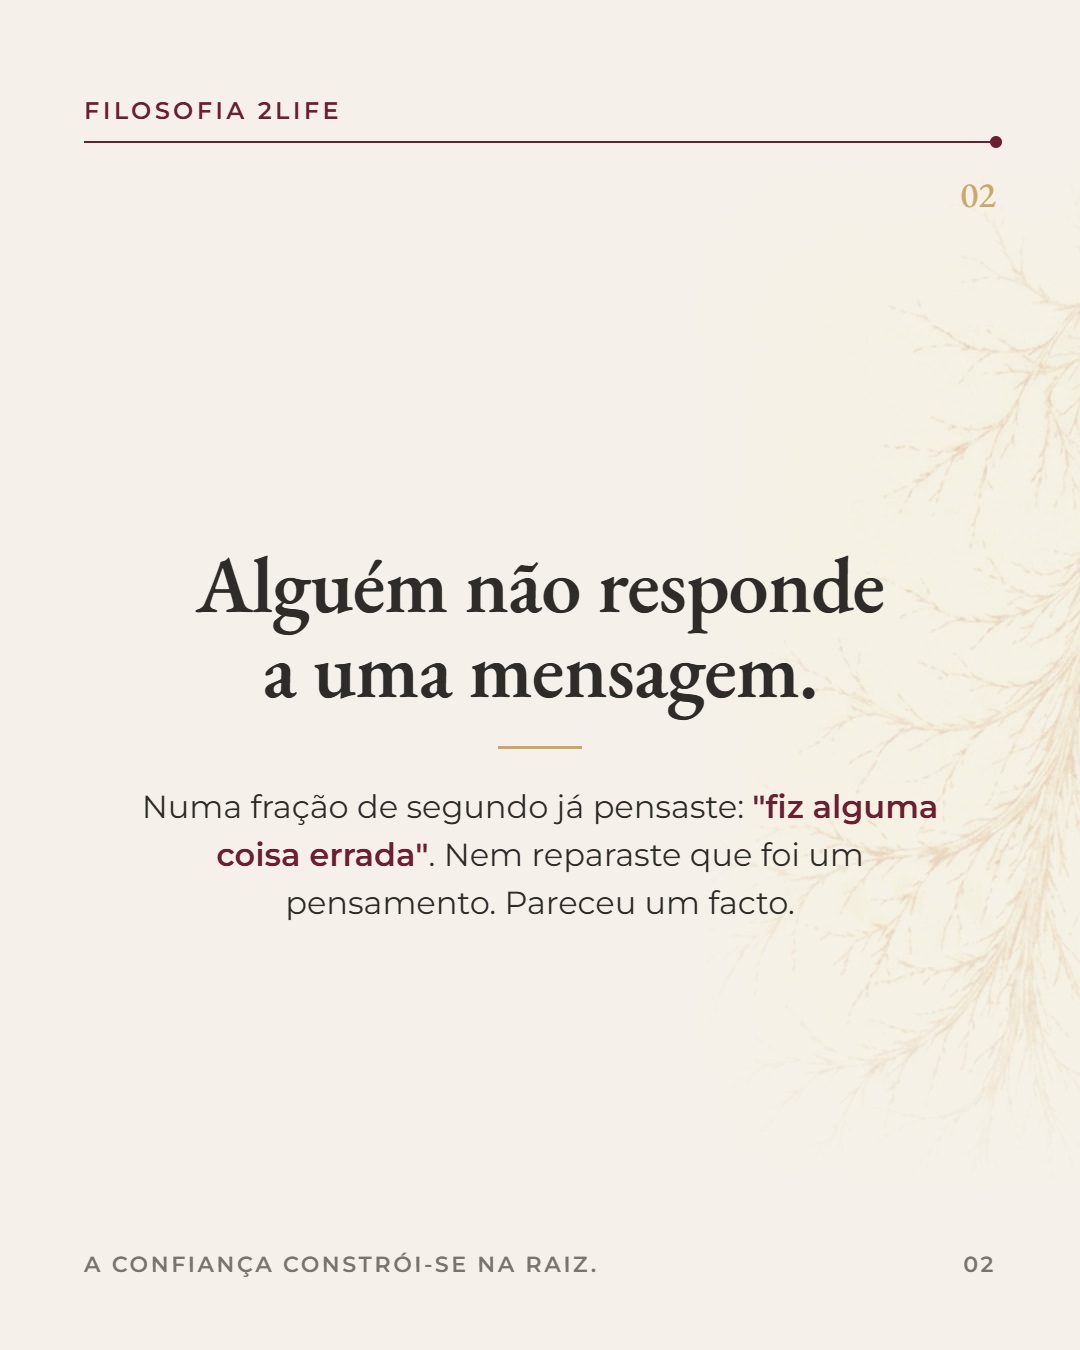 FILOSOFIA 2LIFE
02
Alguém não responde
a uma mensagem.
Numa fração de segundo já pensaste: "fiz alguma
coisa errada". Nem reparaste que foi um
pensamento. Pareceu um facto.
A CONFIANÇA CONSTRÓI-SE NA RAIZ.
02